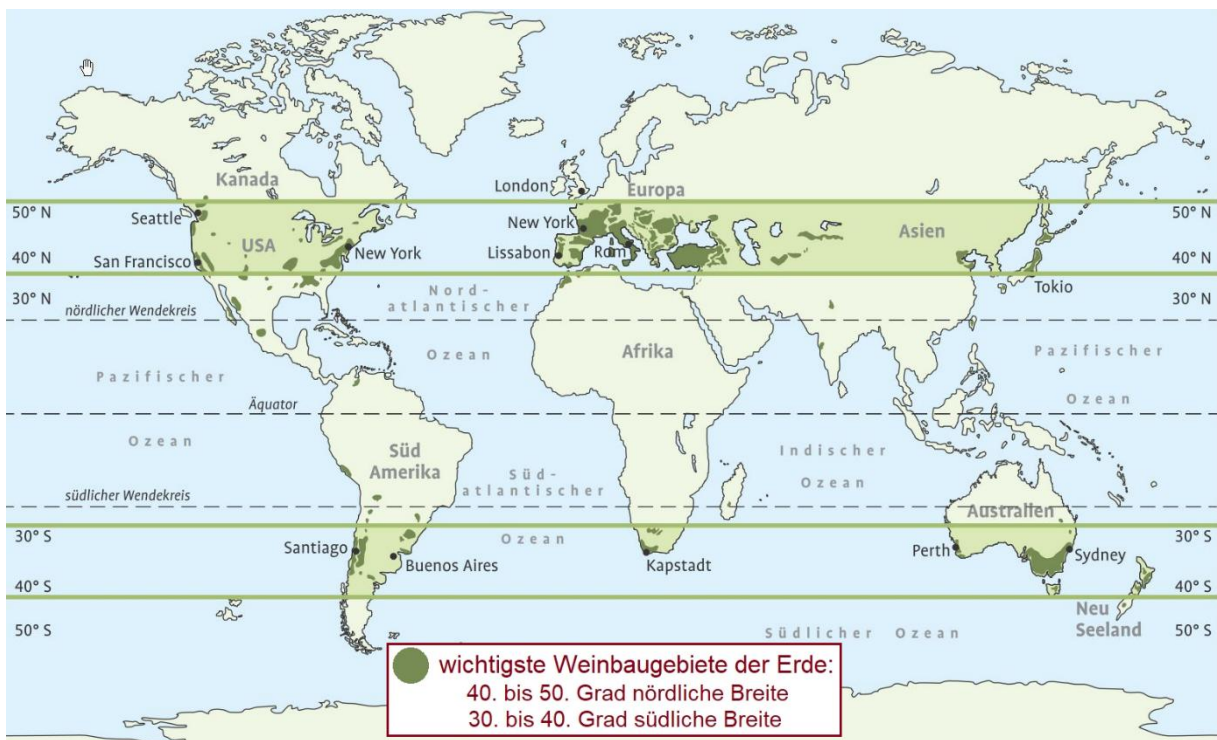 Kanada
London
Europa
50° N
Seattle
New York
50° N
USA
New York
Asien
40° N
San Francisco
Lissabon
Rom
40° N
Tokio
30° N
Nord-
atlantischer
Ozean
30° N
nördlicher Wendekreis
Afrika
Pazifischer
Ozean
Pazifischer
Ozean
Äquator
Süd
Amerika
Indischer
Ozean
Süd-
atlantischer
Ozean
südlicher Wendekreis
Australien
30° S
30° S
Santiago
Buenos Aires
Kapstadt
Perth
Sydney
40° S
40° S
Neu
Seeland
50° S
Südlicher Ozean
50° S
wichtigste Weinbaugebiete der Erde:
40. bis 50. Grad nördliche Breite
30. bis 40. Grad südliche Breite